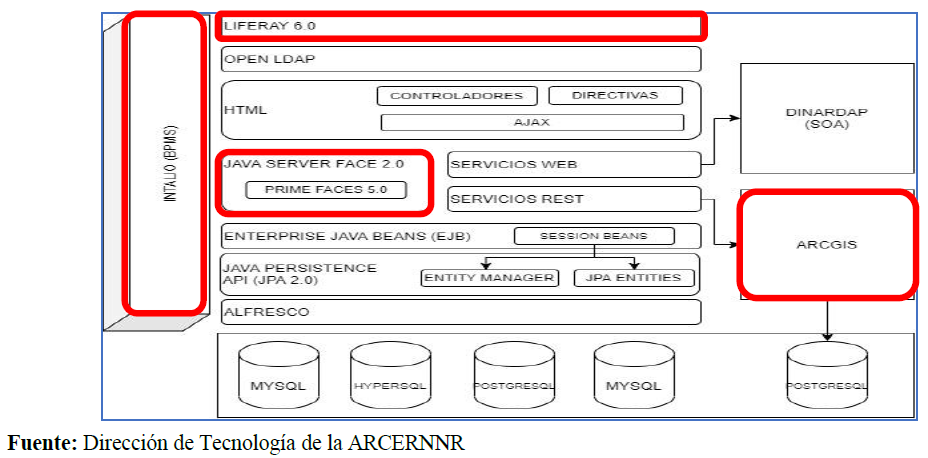 INTALIO (BPMS)
LIFERAY 6.0
OPEN LDAP
HTML
CONTROLADORES
DIRECTIVAS
AJAX
JAVA SERVER FACE 2.0
PRIME FACES 5.0
SERVICIOS WEB
SERVICIOS REST
ENTERPRISE JAVA BEANS (EJB)
SESSION BEANS
JAVA PERSISTENCE
API (JPA 2.0)
ENTITY MANAGER
JPA ENTITIES
ALFRESCO
DINARDAP
(SOA)
ARCGIS
MYSQL
HYPERSQL
POSTGRESQL
MYSQL
POSTGRESQL
Fuente: Dirección de Tecnología de la ARCERNNR